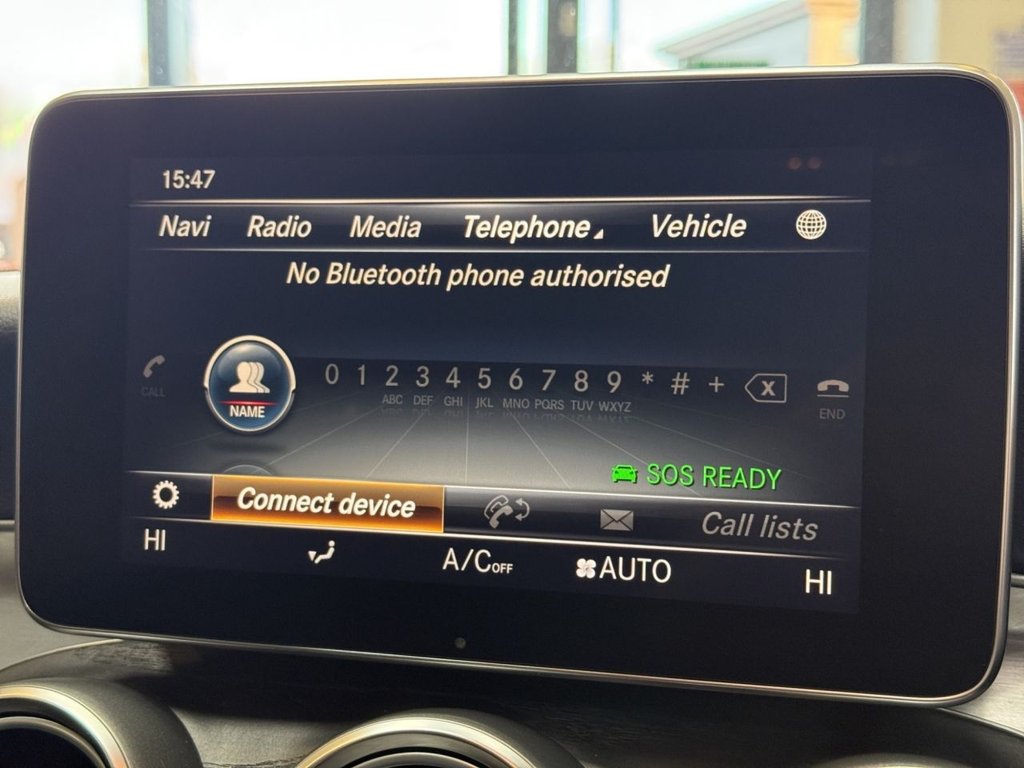 15:47
Navi Radio Media Telephone Vehicle
No Bluetooth phone authorised
CALL NAME 0 1 2 3 4 5 6 7 8 9 * # + X END
ABC DEF GHI JKL MNO PQRS TUV WXYZ
SOS READY
Connect device Call lists
HI A/C OFF AUTO HI